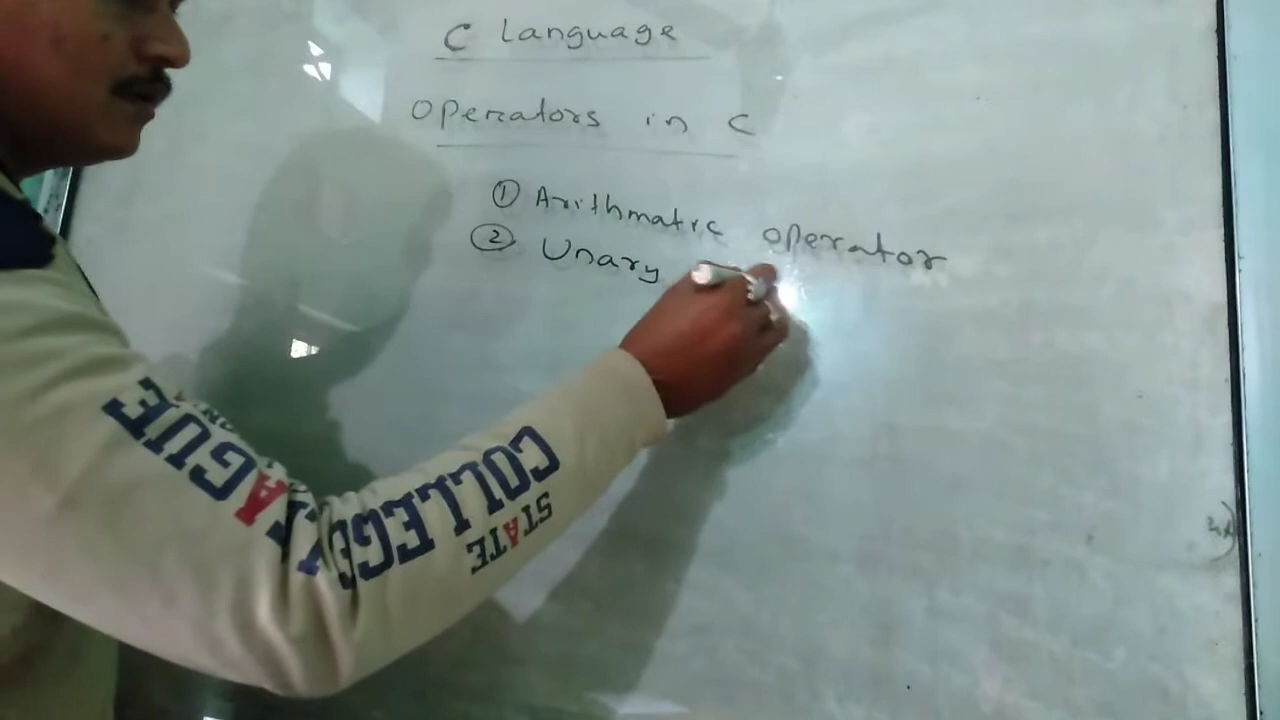 C Language
Operators in C
① Arithmatic operator
② Unary
COLLEGE
STATE